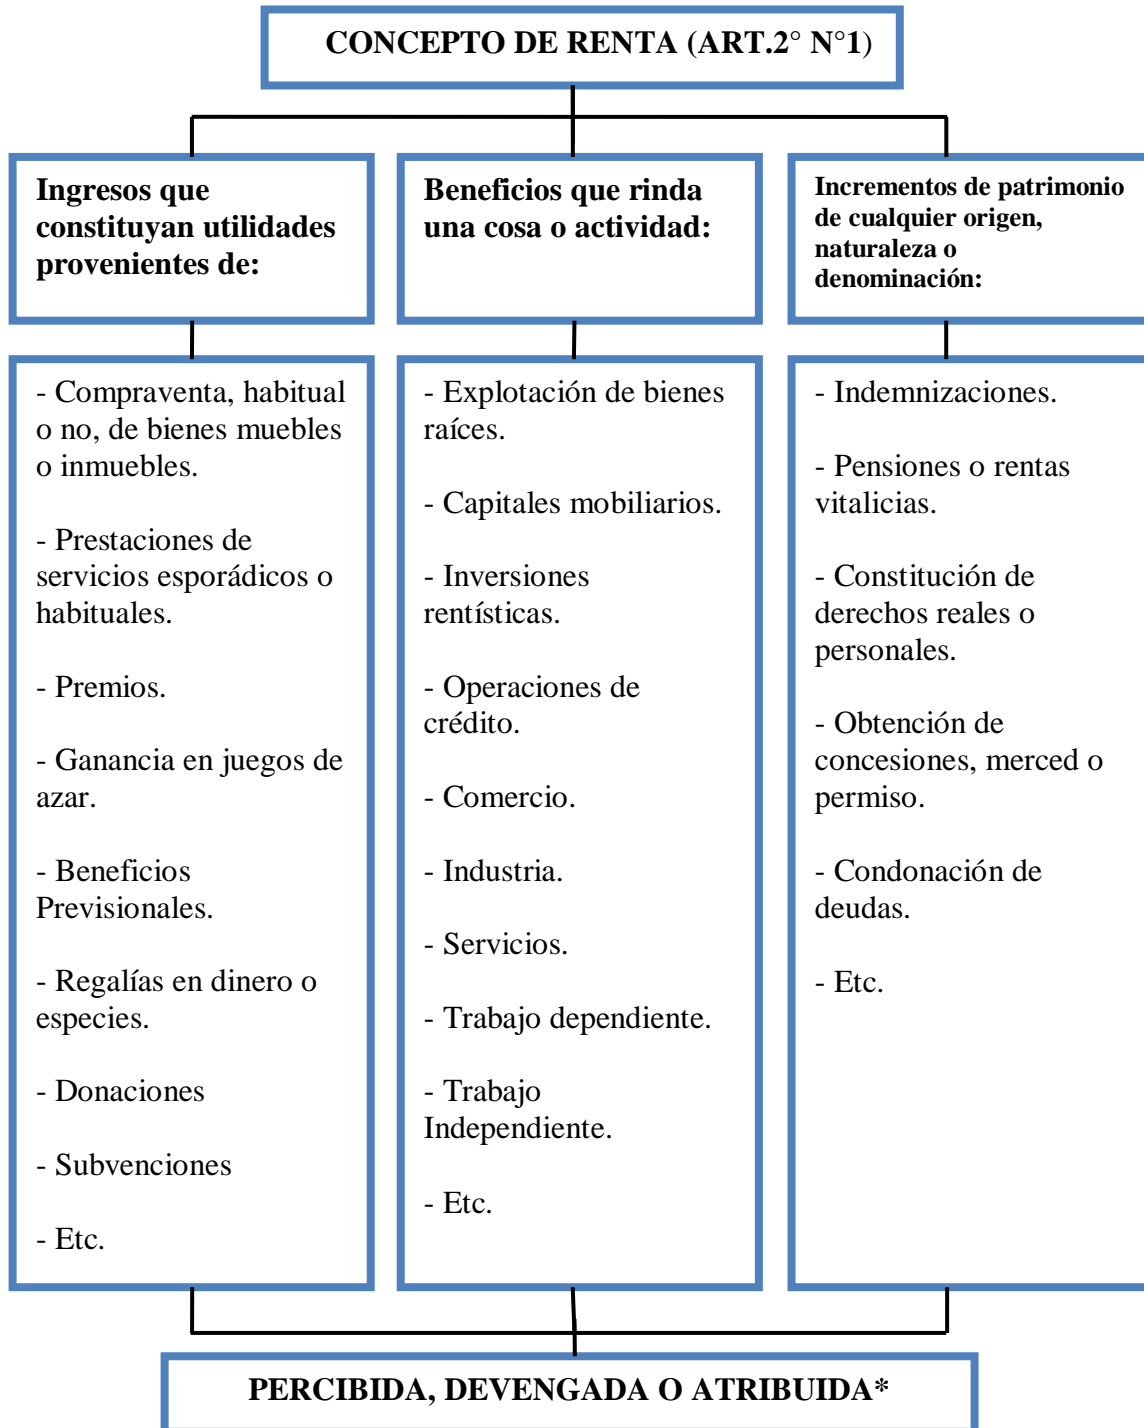 CONCEPTO DE RENTA (ART.2° N°1)
Ingresos que
constituyan utilidades
provenientes de:
- Compraventa, habitual
o no, de bienes muebles
o inmuebles.
- Prestaciones de
servicios esporádicos o
habituales.
- Premios.
- Ganancia en juegos de
azar.
- Beneficios
Previsionales.
- Regalías en dinero o
especies.
- Donaciones
- Subvenciones
- Etc.
Beneficios que rinda
una cosa o actividad:
- Explotación de bienes
raíces.
- Capitales mobiliarios.
- Inversiones
rentísticas.
- Operaciones de
crédito.
- Comercio.
- Industria.
- Servicios.
- Trabajo dependiente.
- Trabajo
Independiente.
- Etc.
Incrementos de patrimonio
de cualquier origen,
naturaleza o
denominación:
- Indemnizaciones.
- Pensiones o rentas
vitalicias.
- Constitución de
derechos reales o
personales.
- Obtención de
concesiones, merced o
permiso.
- Condonación de
deudas.
- Etc.
PERCIBIDA, DEVENGADA O ATRIBUIDA*